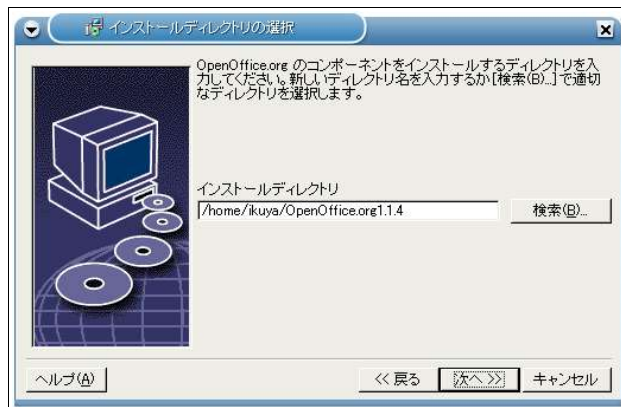 インストールディレクトリの選択
OpenOffice.org のコンポーネントをインストールするディレクトリを入
力してください。新しいディレクトリ名を入力するか[検索(B)...]で適切
なディレクトリを選択します。
インストールディレクトリ
/home/ikuya/OpenOffice.org1.1.4
検索(B)...
ヘルプ(A)
<< 戻る
次へ >>
キャンセル